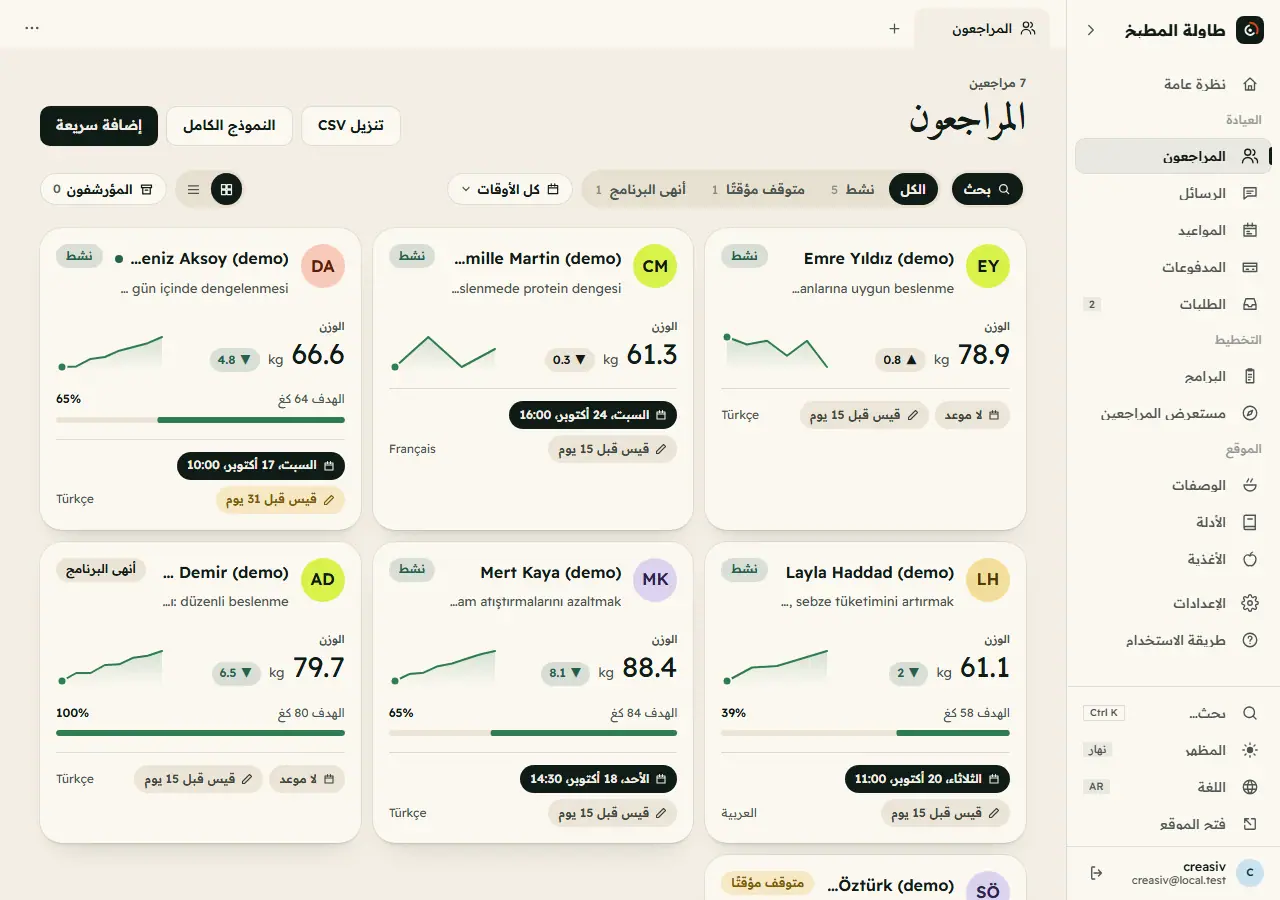 طاولة المطبخ
نظرة عامة
العيادة
المراجعون
الرسائل
المواعيد
المدفوعات
الطلبات
2
التخطيط
البرامج
مستعرض المراجعين
الموقع
الوصفات
الأدلة
الأغذية
الإعدادات
طريقة الاستخدام
بحث...
Ctrl K
المظهر
نهار
اللغة
AR
فتح الموقع
C
creasiv
creasiv@local.test
المراجعون
7 مراجعين
المراجعون
تنزيل CSV
النموذج الكامل
إضافة سريعة
بحث
الكل
نشط 5
متوقف مؤقتًا 1
أنهى البرنامج 1
كل الأوقات
المؤرشفون 0
EY
Emre Yıldız (demo)
نشط
...anlarına uygun beslenme
الوزن
78.9 kg ▲ 0.8
لا موعد
قيس قبل 15 يوم
Türkçe
CM
...mille Martin (demo)
نشط
...slenmede protein dengesi
الوزن
61.3 kg ▼ 0.3
السبت، 24 أكتوبر، 16:00
قيس قبل 15 يوم
Français
DA
...eniz Aksoy (demo)
نشط
... gün içinde dengelenmesi
الوزن
66.6 kg ▼ 4.8
الهدف 64 كغ
65%
السبت، 17 أكتوبر، 10:00
قيس قبل 31 يوم
Türkçe
LH
Layla Haddad (demo)
نشط
..., sebze tüketimini artırmak
الوزن
61.1 kg ▼ 2
الهدف 58 كغ
39%
الثلاثاء، 20 أكتوبر، 11:00
قيس قبل 15 يوم
العربية
MK
Mert Kaya (demo)
نشط
...am atıştırmalarını azaltmak
الوزن
88.4 kg ▼ 8.1
الهدف 84 كغ
65%
الأحد، 18 أكتوبر، 14:30
قيس قبل 15 يوم
Türkçe
AD
... Demir (demo)
أنهى البرنامج
...ı: düzenli beslenme
الوزن
79.7 kg ▼ 6.5
الهدف 80 كغ
100%
لا موعد
قيس قبل 15 يوم
Türkçe
SÖ
...Öztürk (demo)
متوقف مؤقتًا